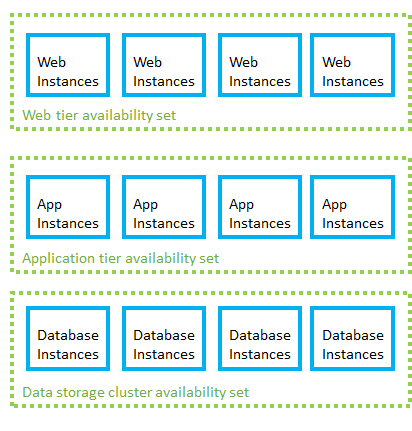 Web Web Web Web
Instances Instances Instances Instances
Web tier availability set
App App App App
Instances Instances Instances Instances
Application tier availability set
Database Database Database Database
Instances Instances Instances Instances
Data storage cluster availability set